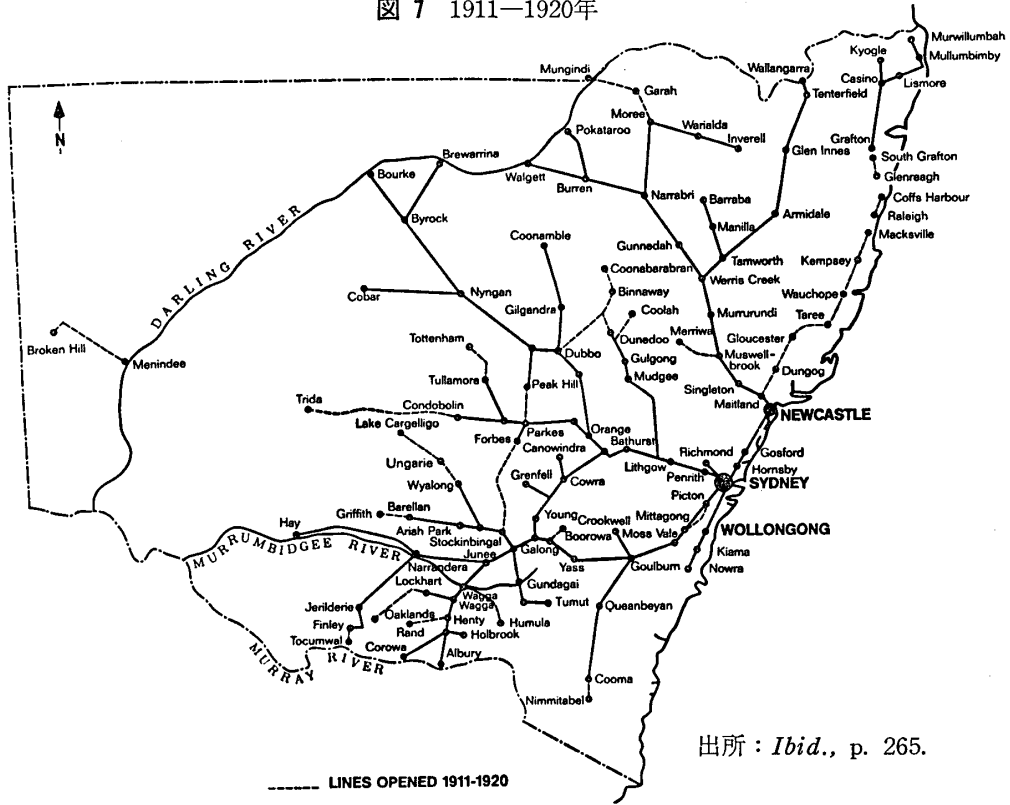 図 7 1911—1920年
N
Murwillumbah
Kyogle
Mullumbimby
Mungindi
Wallangarra
Casino
Lismore
Garah
Tenterfield
Moree
Pokataroo
Warialda
Inverell
Grafton
Glen Innes
South Grafton
Brewarrina
Glenreagh
Bourke
Walgett
Burren
Narrabri
Barraba
Coffs Harbour
Byrock
Armidale
Raleigh
Manilla
Macksville
Coonamble
Gunnedah
Tamworth
Kempsey
DARLING RIVER
Coonabarabran
Werris Creek
Cobar
Nyngan
Binnaway
Wauchope
Gilgandra
Coolah
Murrurundi
Taree
Broken Hill
Merriwa
Gloucester
Tottenham
Dunedoo
Menindee
Dubbo
Gulgong
Muswell-
brook
Dungog
Tullamore
Peak Hill
Mudgee
Singleton
Trida
Condobolin
Maitland
NEWCASTLE
Lake Cargelligo
Parkes
Orange
Forbes
Canowindra
Bathurst
Richmond
Gosford
Ungarie
Lithgow
Hornsby
Grenfell
Penrith
SYDNEY
Wyalong
Cowra
Picton
Griffith
Barellan
Young
Crookwell
Mittagong
Hay
Arish Park
Boorowa
Moss Vale
WOLLONGONG
Stockinbingal
MURRUMBIDGEE RIVER
Junee
Galong
Kiama
Narrandera
Yass
Goulburn
Nowra
Lockhart
Gundagai
Wagga
Wagga
Jerilderie
Tumut
Queanbeyan
Oaklands
Henty
Humula
Finley
Rand
Holbrook
Tocumwal
Corowa
MURRAY RIVER
Albury
Cooma
Nimmitabel
出所：Ibid., p. 265.
LINES OPENED 1911-1920